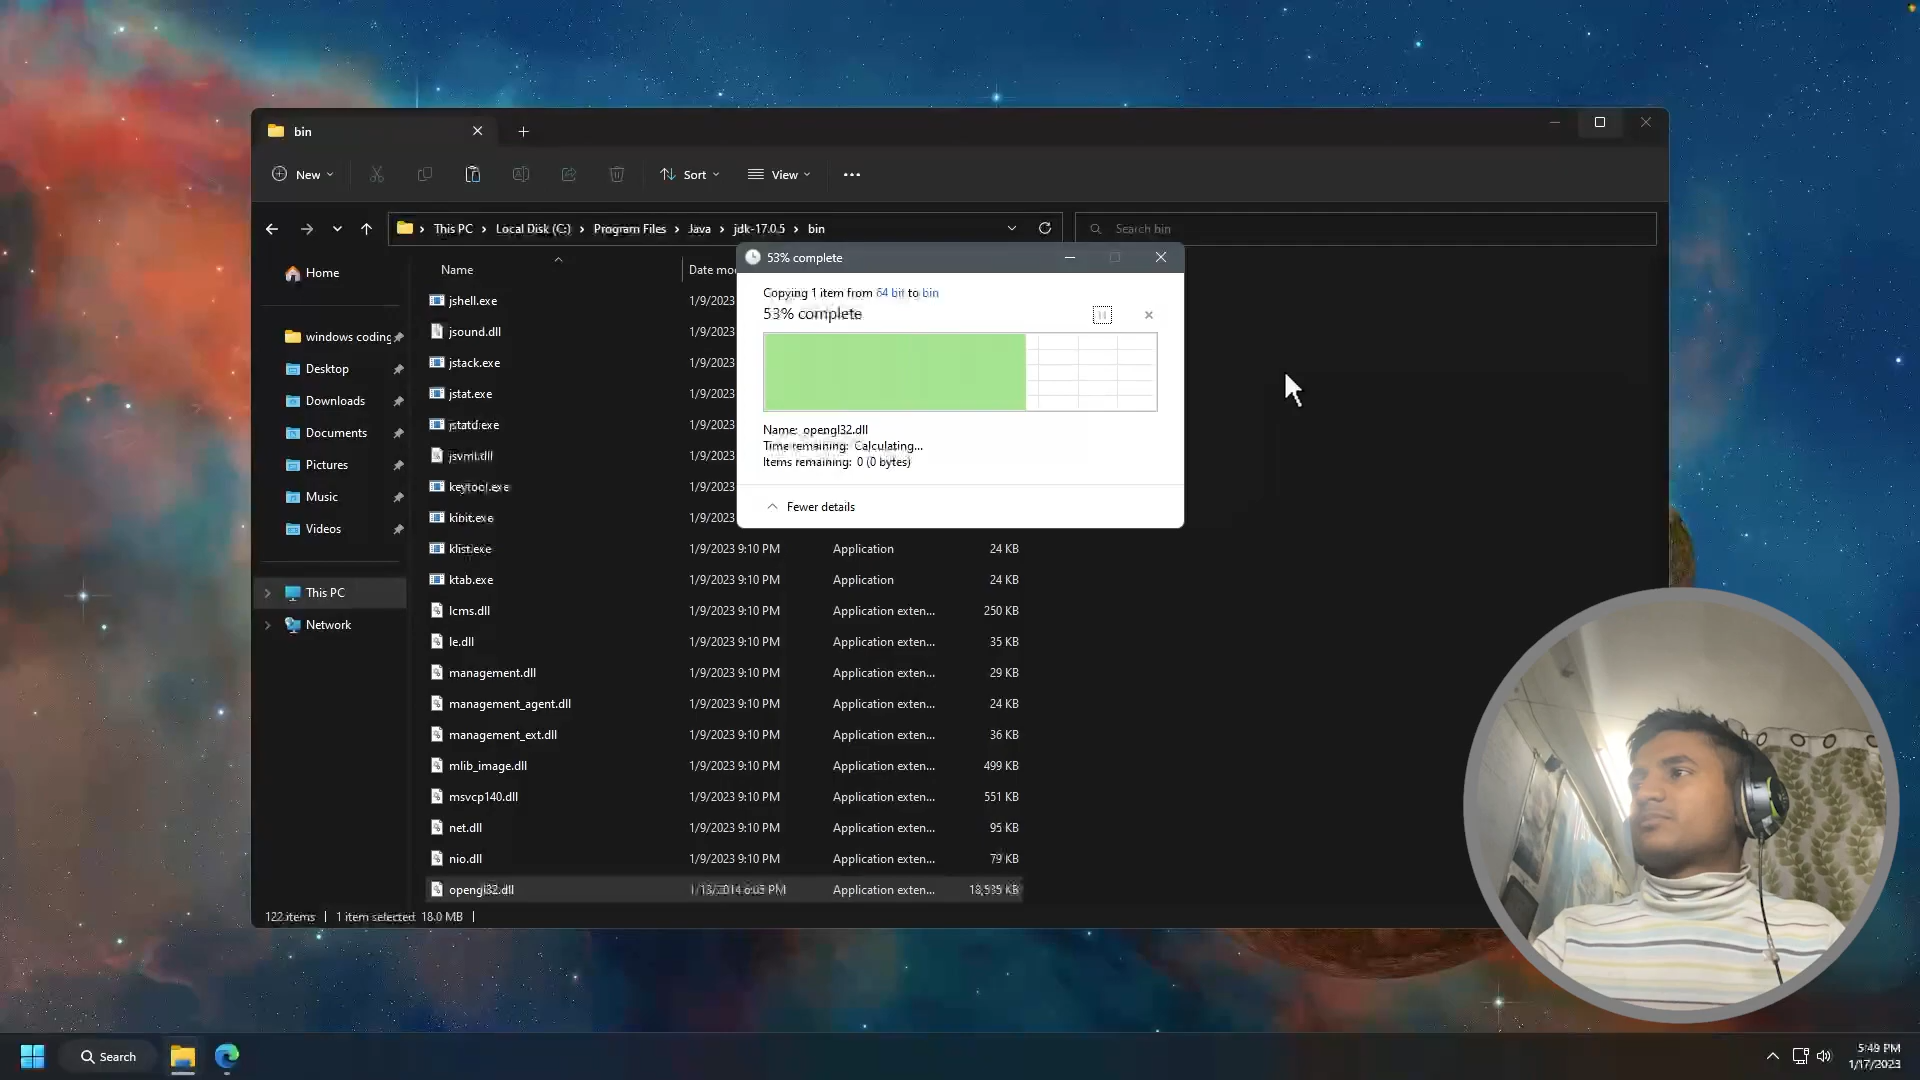 bin
New
Sort
View
This PC
Local Disk (C:)
Program Files
Java
jdk-17.0.5
bin
Search bin
53% complete
Copying 1 item from 64 bit to bin
53% complete
Name: opengl32.dll
Time remaining: Calculating...
Items remaining: 0 (0 bytes)
Fewer details
Home
windows coding
Desktop
Downloads
Documents
Pictures
Music
Videos
This PC
Network
Name Date mo
jshell.exe 1/9/2023
jsound.dll 1/9/2023
jstack.exe 1/9/2023
jstat.exe 1/9/2023
jstatd.exe 1/9/2023
jsvml.dll 1/9/2023
keytool.exe 1/9/2023
1/9/2023
klist.exe 1/9/2023 9:10 PM Application 24 KB
ktab.exe 1/9/2023 9:10 PM Application 24 KB
lcms.dll 1/9/2023 9:10 PM Application exten... 250 KB
le.dll 1/9/2023 9:10 PM Application exten... 35 KB
management.dll 1/9/2023 9:10 PM Application exten... 29 KB
management_agent.dll 1/9/2023 9:10 PM Application exten... 24 KB
management_ext.dll 1/9/2023 9:10 PM Application exten... 36 KB
mlib_image.dll 1/9/2023 9:10 PM Application exten... 499 KB
msvcp140.dll 1/9/2023 9:10 PM Application exten... 551 KB
net.dll 1/9/2023 9:10 PM Application exten... 95 KB
nio.dll 1/9/2023 9:10 PM Application exten... 79 KB
opengl32.dll Application exten... KB
122 items 1 item selected 18.0 MB
Search
5:49 PM
1/17/2023